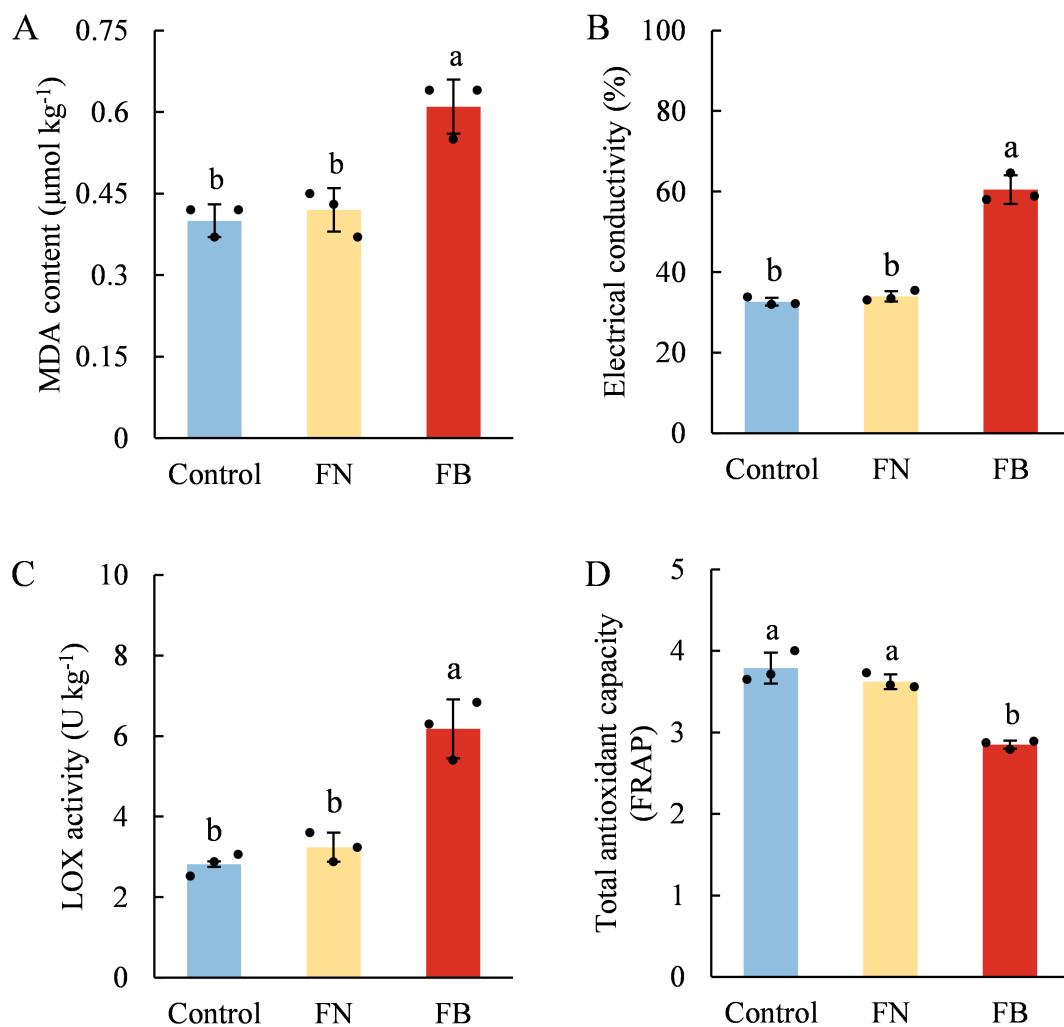 A
MDA content (μmol kg⁻¹)
0.75
0.6
0.45
0.3
0.15
0
b
b
a
Control
FN
FB
B
Electrical conductivity (%)
100
80
60
40
20
0
b
b
a
Control
FN
FB
C
LOX activity (U kg⁻¹)
10
8
6
4
2
0
b
b
a
Control
FN
FB
D
Total antioxidant capacity
(FRAP)
5
4
3
2
1
0
a
a
b
Control
FN
FB